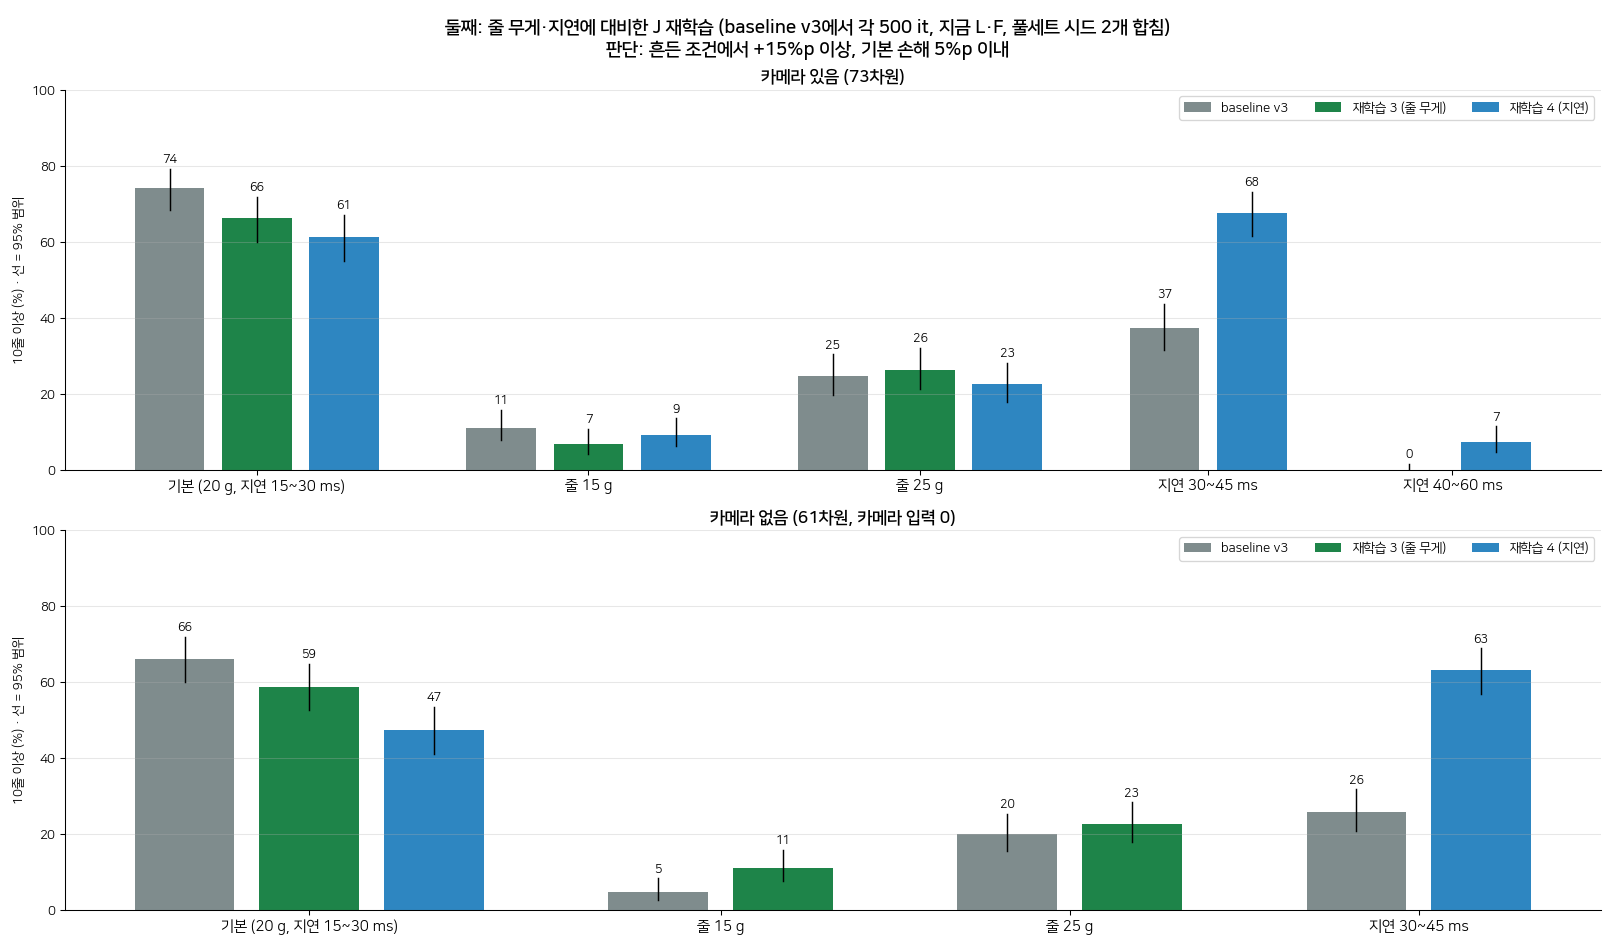 둘째: 줄 무게·지연에 대비한 J 재학습 (baseline v3에서 각 500 it, 지금 L·F, 풀세트 시드 2개 합침)
판단: 흔든 조건에서 +15%p 이상, 기본 손해 5%p 이내
카메라 있음 (73차원)
baseline v3
재학습 3 (줄 무게)
재학습 4 (지연)
10줄 이상 (%) · 선 = 95% 범위
100
80
60
40
20
0
74
66
61
11
7
9
25
26
23
37
68
0
7
기본 (20 g, 지연 15~30 ms)
줄 15 g
줄 25 g
지연 30~45 ms
지연 40~60 ms
카메라 없음 (61차원, 카메라 입력 0)
baseline v3
재학습 3 (줄 무게)
재학습 4 (지연)
10줄 이상 (%) · 선 = 95% 범위
100
80
60
40
20
0
66
59
47
5
11
20
23
26
63
기본 (20 g, 지연 15~30 ms)
줄 15 g
줄 25 g
지연 30~45 ms